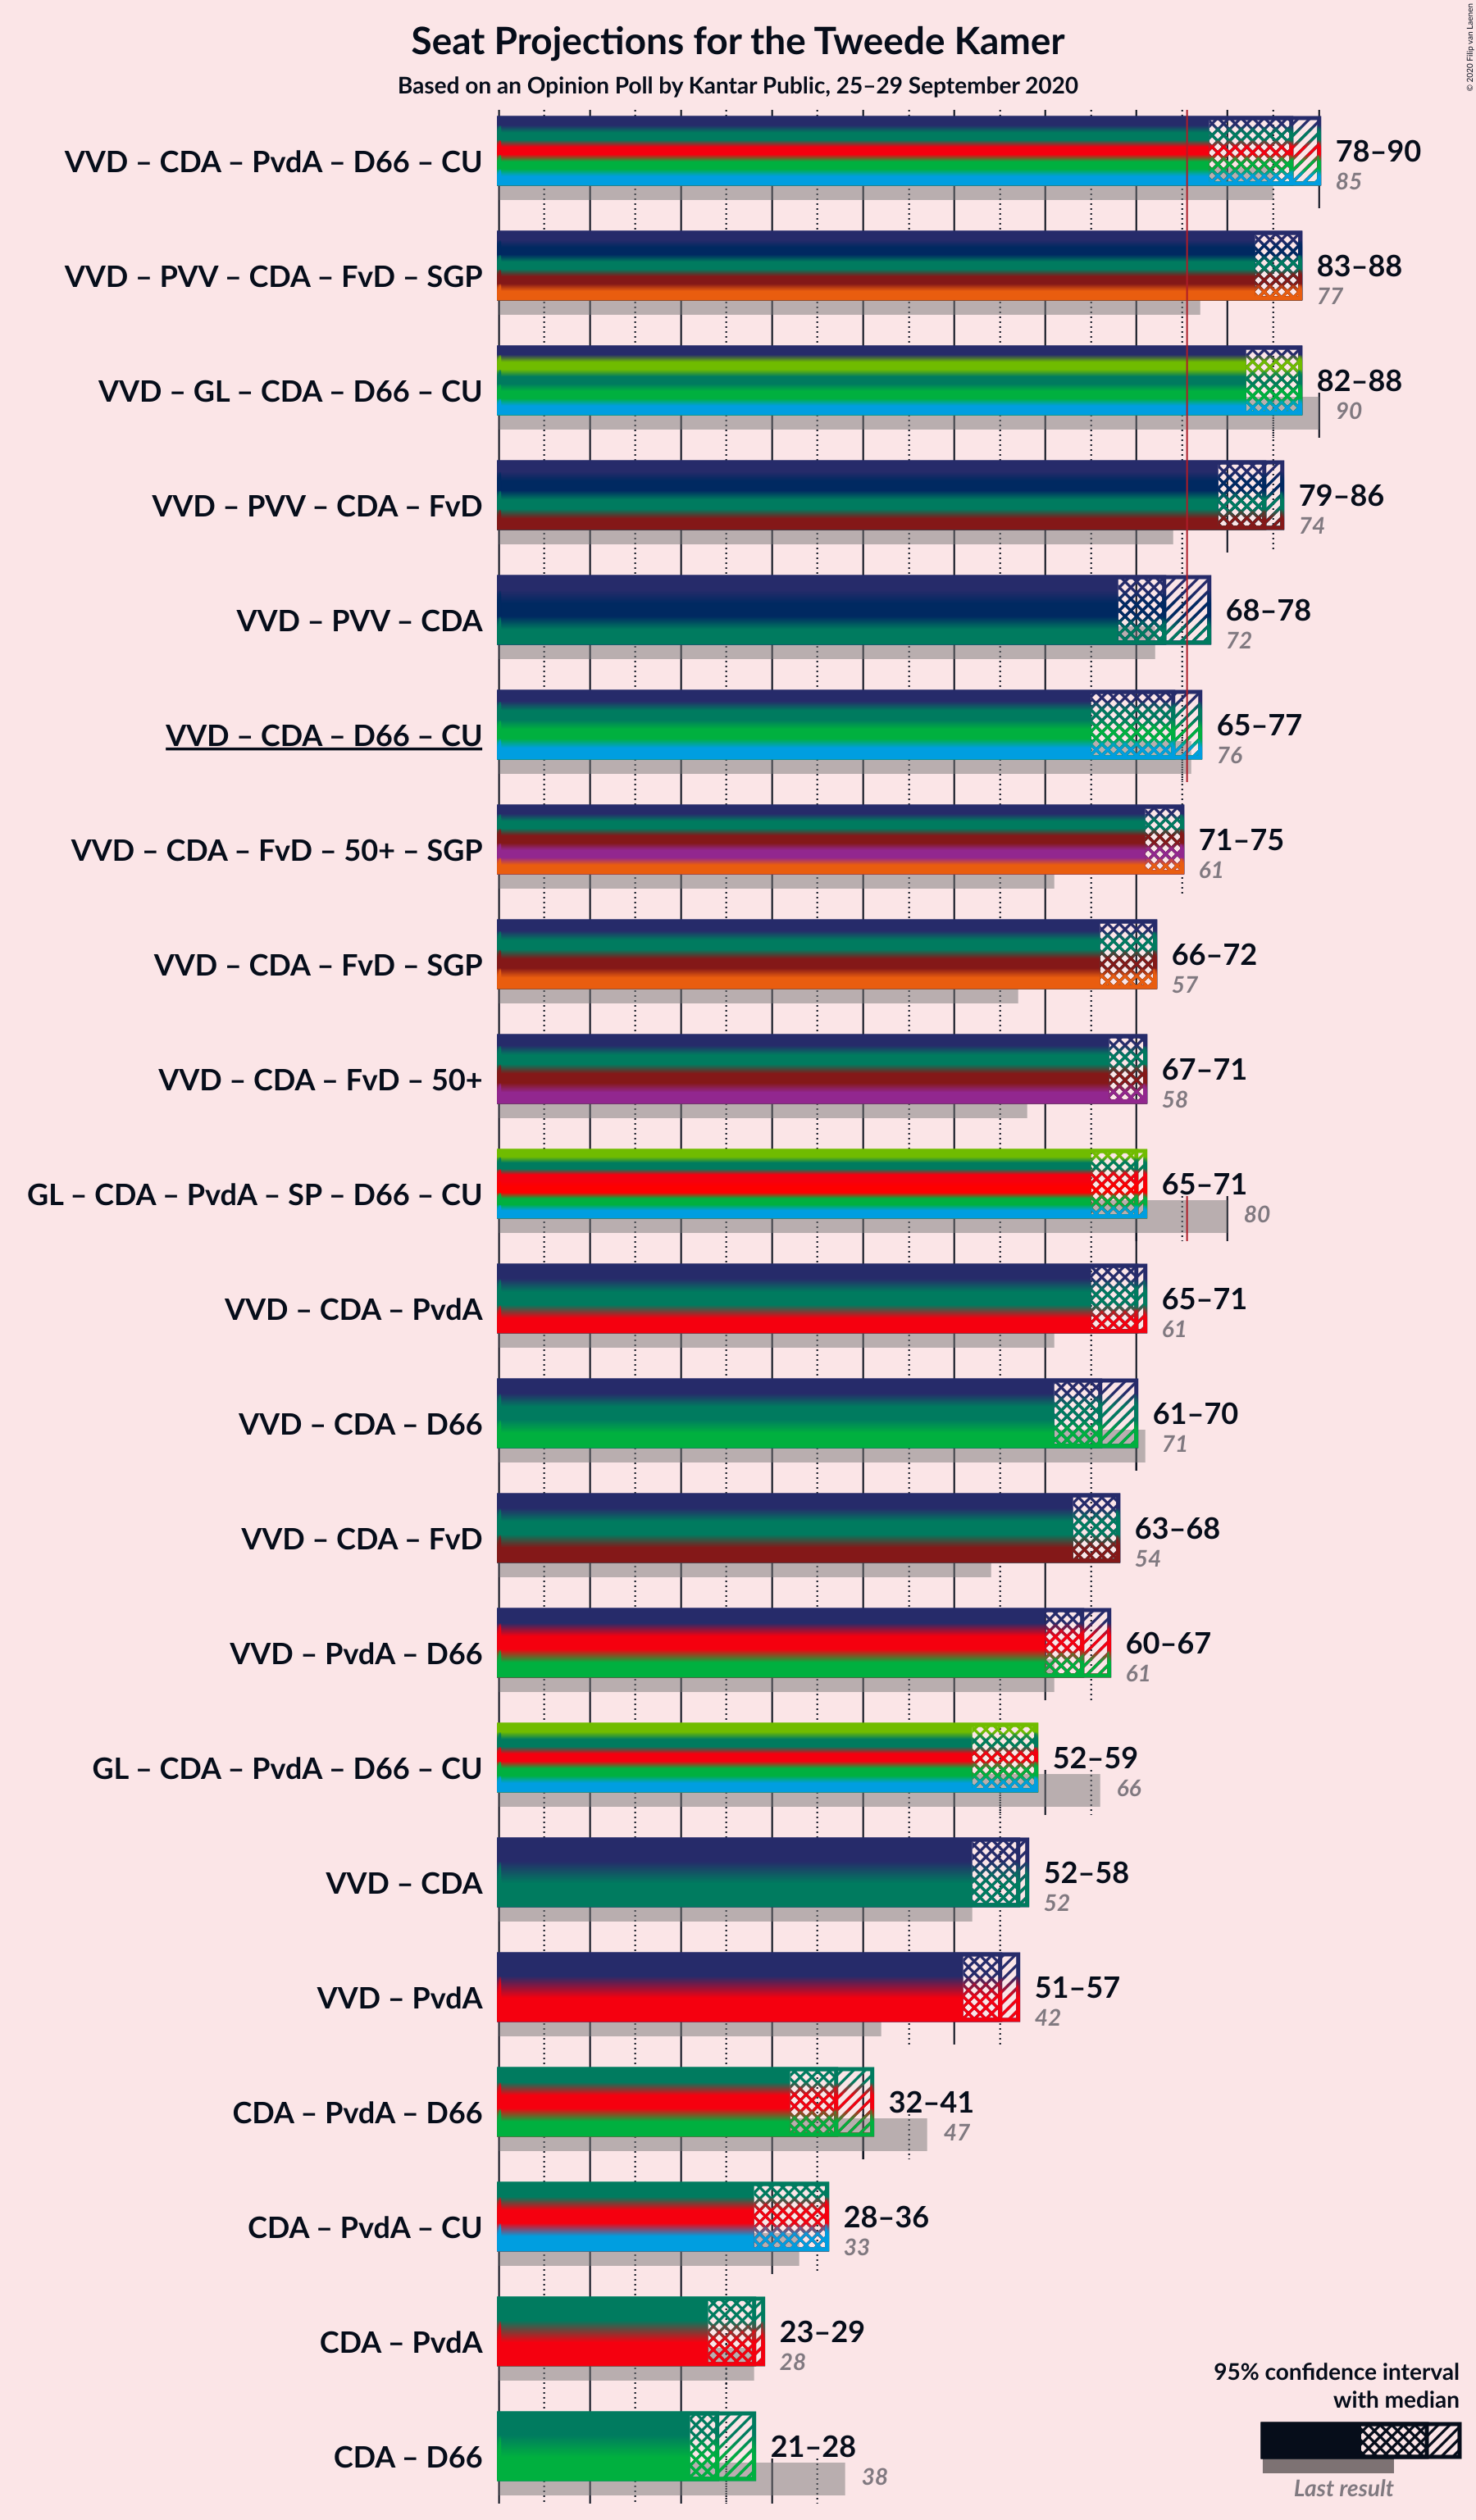 Seat Projections for the Tweede Kamer
Based on an Opinion Poll by Kantar Public, 25–29 September 2020
© 2020 Filip van Laenen
VVD – CDA – PvdA – D66 – CU
78–90
85
VVD – PVV – CDA – FvD – SGP
83–88
77
VVD – GL – CDA – D66 – CU
82–88
90
VVD – PVV – CDA – FvD
79–86
74
VVD – PVV – CDA
68–78
72
VVD – CDA – D66 – CU
65–77
76
VVD – CDA – FvD – 50+ – SGP
71–75
61
VVD – CDA – FvD – SGP
66–72
57
VVD – CDA – FvD – 50+
67–71
58
GL – CDA – PvdA – SP – D66 – CU
65–71
80
VVD – CDA – PvdA
65–71
61
VVD – CDA – D66
61–70
71
VVD – CDA – FvD
63–68
54
VVD – PvdA – D66
60–67
61
GL – CDA – PvdA – D66 – CU
52–59
66
VVD – CDA
52–58
52
VVD – PvdA
51–57
42
CDA – PvdA – D66
32–41
47
CDA – PvdA – CU
28–36
33
CDA – PvdA
23–29
28
CDA – D66
21–28
38
95% confidence interval
with median
Last result